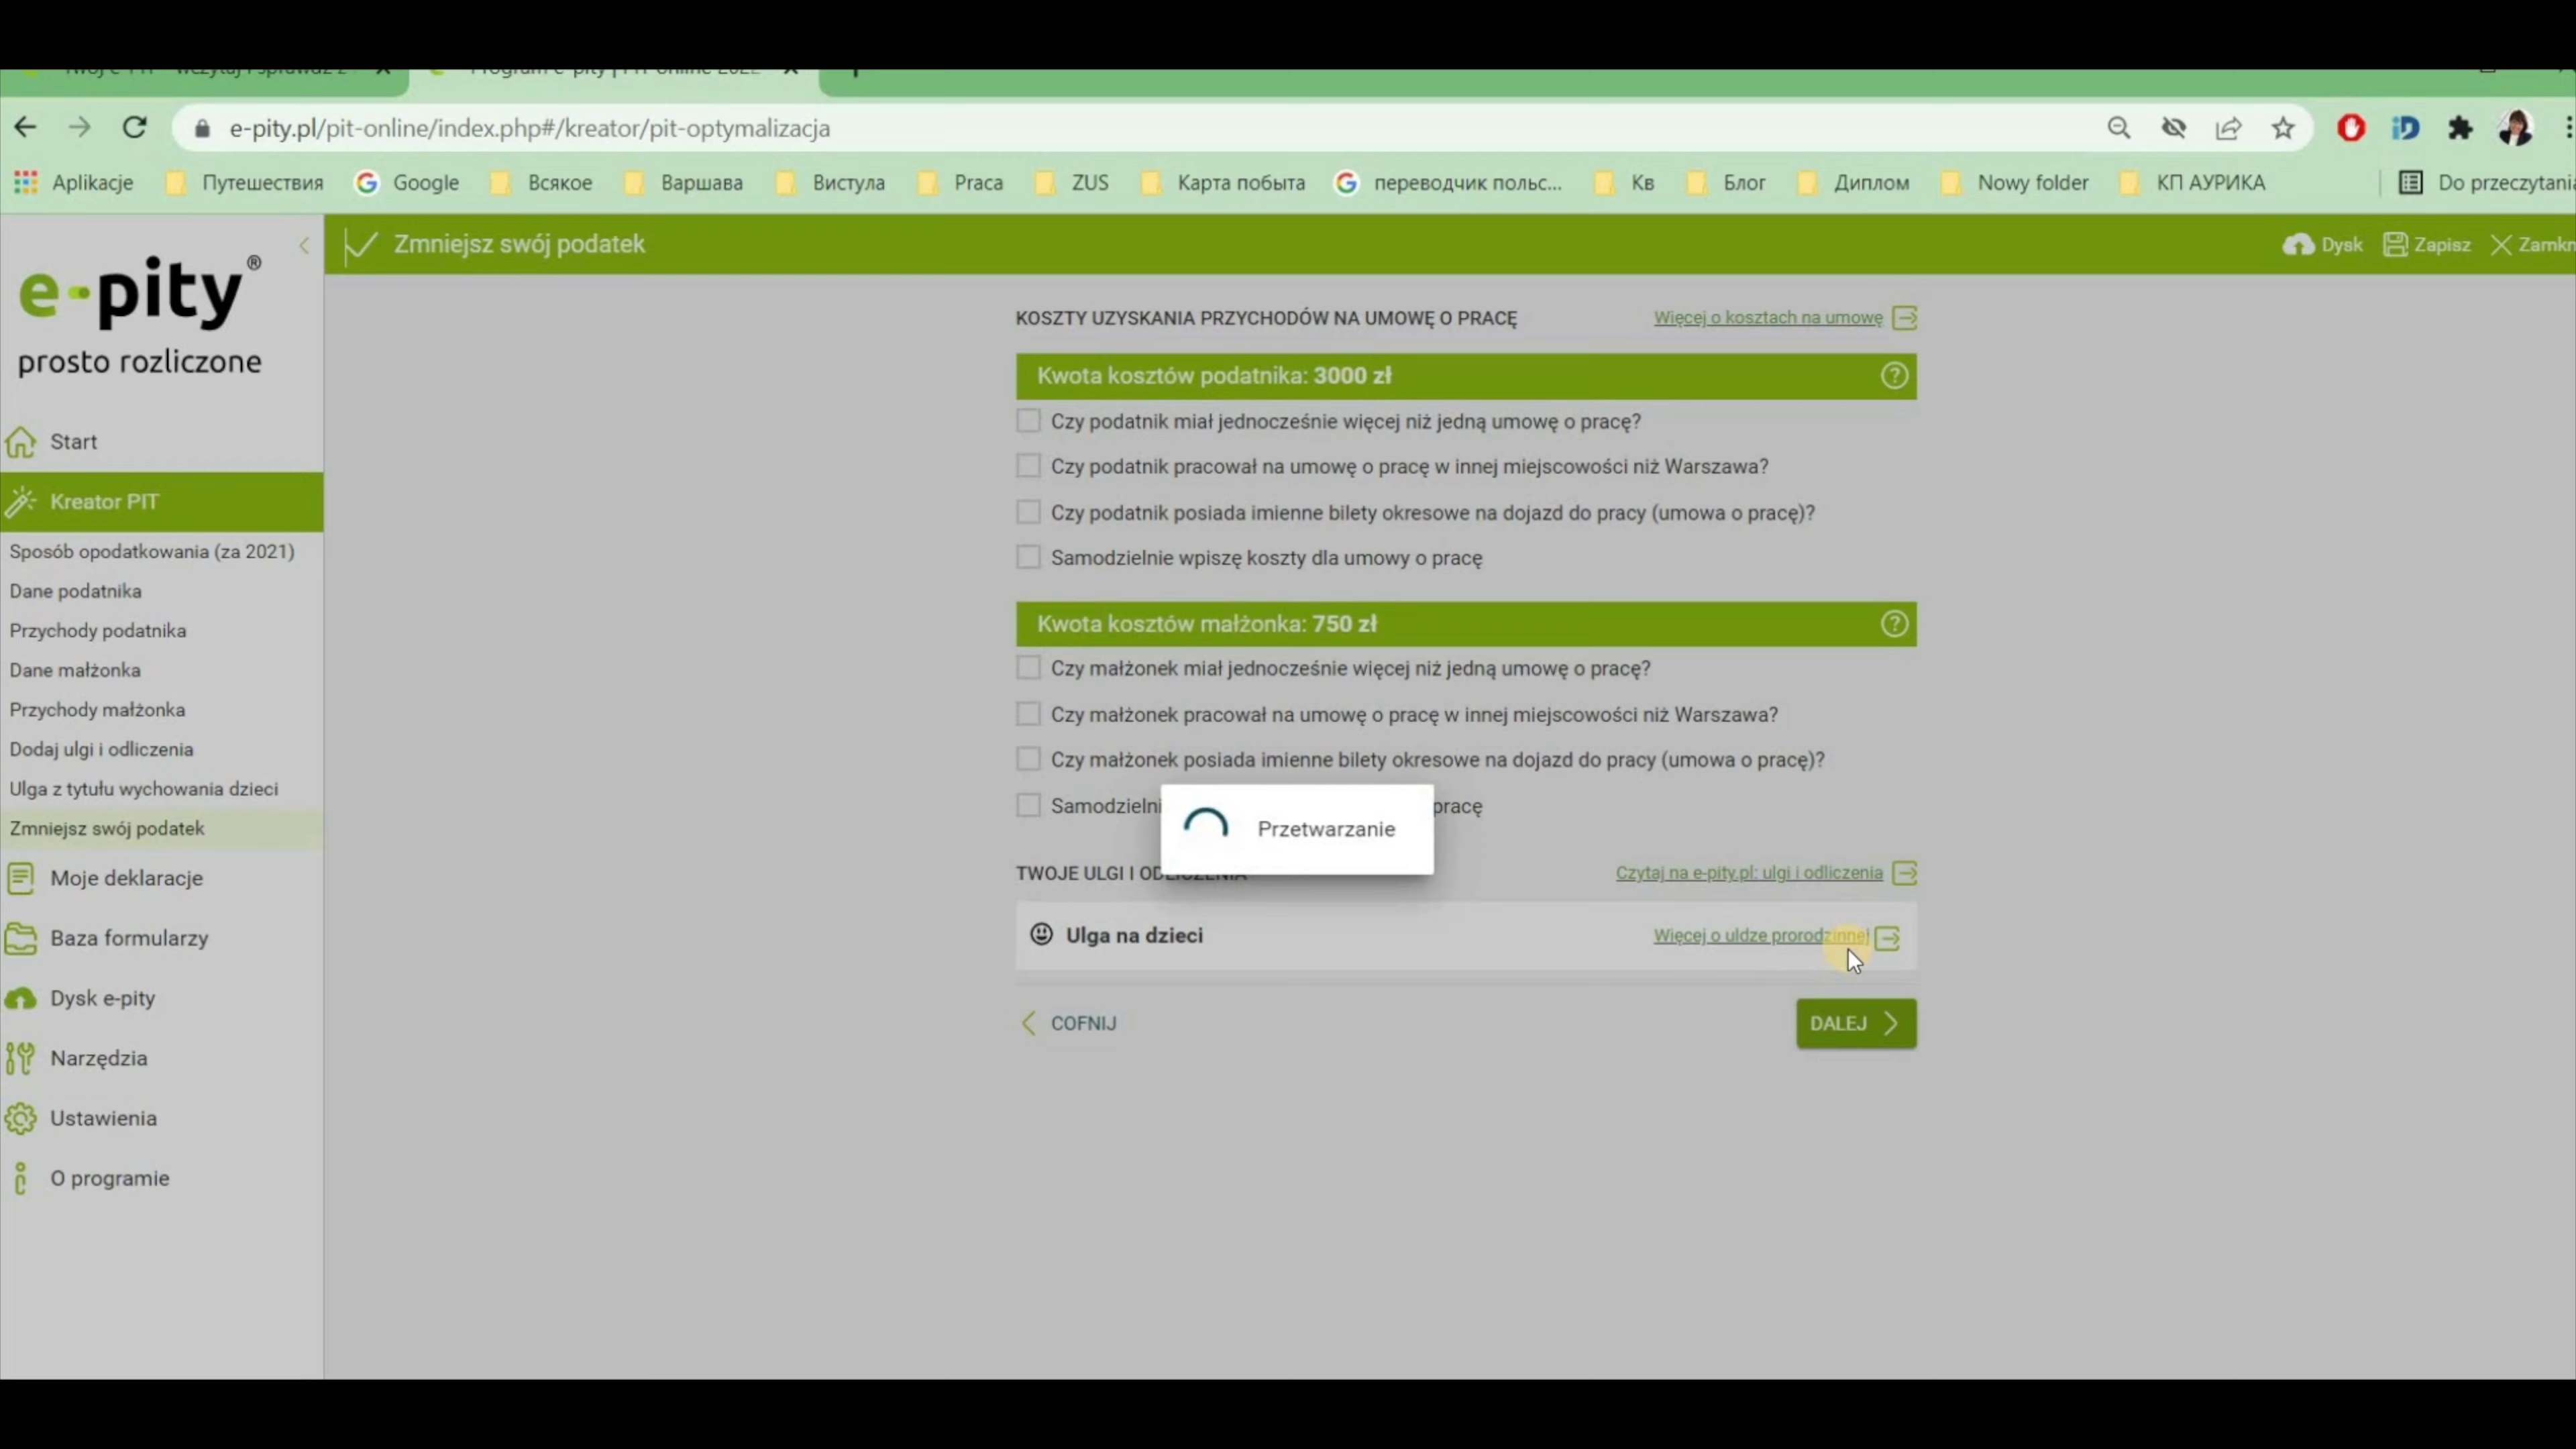 e-pity.pl/pit-online/index.php#/kreator/pit-optymalizacja
Aplikacje Путешествия Google Всякое Варшава Вистула Praca ZUS Карта побыта переводчик польс... Кв Блог Диплом Nowy folder КП АУРИКА Do przeczytania
Zmniejsz swój podatek Dysk Zapisz Zamkn
e-pity®
prosto rozliczone
Start
Kreator PIT
Sposób opodatkowania (za 2021)
Dane podatnika
Przychody podatnika
Dane małżonka
Przychody małżonka
Dodaj ulgi i odliczenia
Ulga z tytułu wychowania dzieci
Zmniejsz swój podatek
Moje deklaracje
Baza formularzy
Dysk e-pity
Narzędzia
Ustawienia
O programie
KOSZTY UZYSKANIA PRZYCHODÓW NA UMOWĘ O PRACĘ Więcej o kosztach na umowę
Kwota kosztów podatnika: 3000 zł ?
Czy podatnik miał jednocześnie więcej niż jedną umowę o pracę?
Czy podatnik pracował na umowę o pracę w innej miejscowości niż Warszawa?
Czy podatnik posiada imienne bilety okresowe na dojazd do pracy (umowa o pracę)?
Samodzielnie wpiszę koszty dla umowy o pracę
Kwota kosztów małżonka: 750 zł ?
Czy małżonek miał jednocześnie więcej niż jedną umowę o pracę?
Czy małżonek pracował na umowę o pracę w innej miejscowości niż Warszawa?
Czy małżonek posiada imienne bilety okresowe na dojazd do pracy (umowa o pracę)?
Samodzielni pracę
Przetwarzanie
TWOJE ULGI I ODLICZENIA Czytaj na e-pity.pl: ulgi i odliczenia
Ulga na dzieci Więcej o uldze prorodzinnej
COFNIJ DALEJ